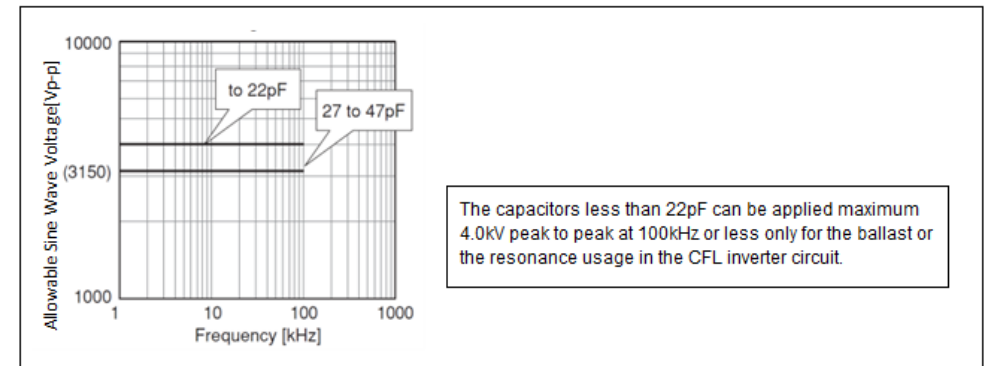 10000
Allowable Sine Wave Voltage[Vp-p]
to 22pF
27 to 47pF
(3150)
1000
1
10
100
1000
Frequency [kHz]
The capacitors less than 22pF can be applied maximum
4.0kV peak to peak at 100kHz or less only for the ballast or
the resonance usage in the CFL inverter circuit.